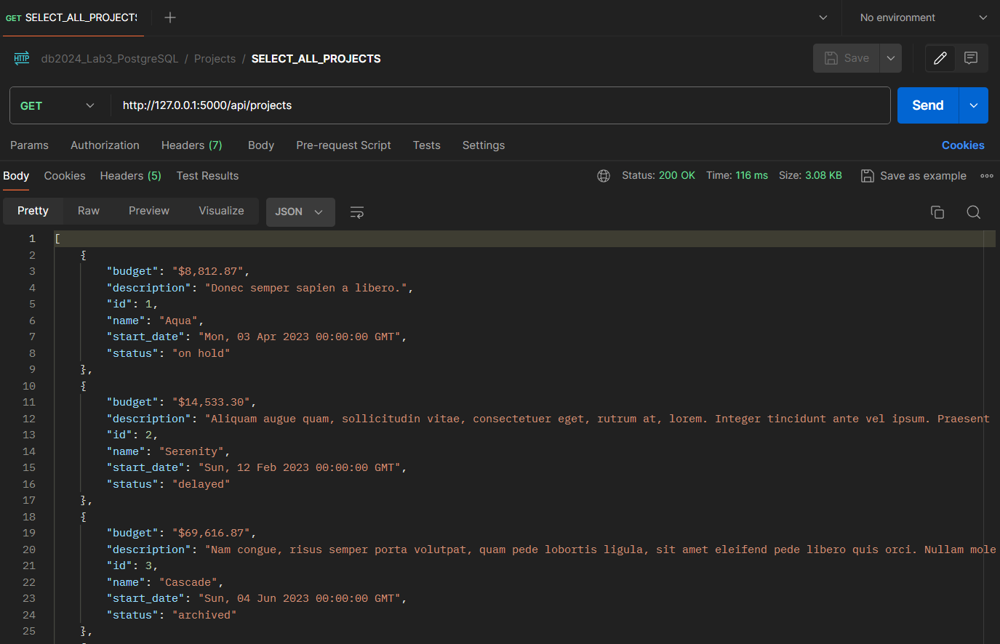 GET SELECT_ALL_PROJECTS
No environment
HTTP db2024_Lab3_PostgreSQL / Projects / SELECT_ALL_PROJECTS
Save
GET http://127.0.0.1:5000/api/projects
Send
Params Authorization Headers (7) Body Pre-request Script Tests Settings Cookies
Body Cookies Headers (5) Test Results Status: 200 OK Time: 116 ms Size: 3.08 KB Save as example
Pretty Raw Preview Visualize JSON
1 [
2 {
3 "budget": "$8,812.87",
4 "description": "Donec semper sapien a libero.",
5 "id": 1,
6 "name": "Aqua",
7 "start_date": "Mon, 03 Apr 2023 00:00:00 GMT",
8 "status": "on hold"
9 },
10 {
11 "budget": "$14,533.30",
12 "description": "Aliquam augue quam, sollicitudin vitae, consectetuer eget, rutrum at, lorem. Integer tincidunt ante vel ipsum. Praesent
13 "id": 2,
14 "name": "Serenity",
15 "start_date": "Sun, 12 Feb 2023 00:00:00 GMT",
16 "status": "delayed"
17 },
18 {
19 "budget": "$69,616.87",
20 "description": "Nam congue, risus semper porta volutpat, quam pede lobortis ligula, sit amet eleifend pede libero quis orci. Nullam mole
21 "id": 3,
22 "name": "Cascade",
23 "start_date": "Sun, 04 Jun 2023 00:00:00 GMT",
24 "status": "archived"
25 },